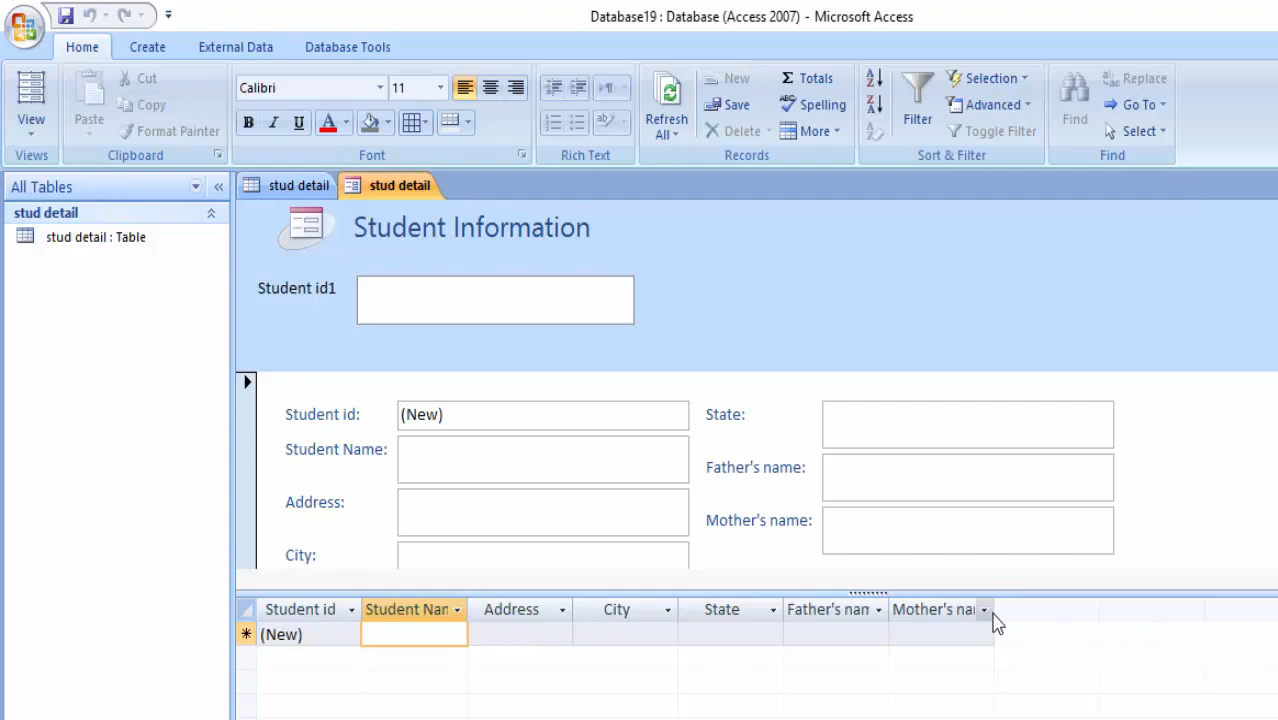 Database19 : Database (Access 2007) - Microsoft Access
Home Create External Data Database Tools
View
Views
Paste
Cut
Copy
Format Painter
Clipboard
Calibri 11
B I U A
Font
Rich Text
Refresh All
New
Save
Delete
Totals
Spelling
More
Records
Filter
Selection
Advanced
Toggle Filter
Sort & Filter
Find
Replace
Go To
Select
Find
All Tables
stud detail
stud detail : Table
stud detail stud detail
Student Information
Student id1
Student id: (New)
Student Name:
Address:
City:
State:
Father's name:
Mother's name:
Student id Student Nar Address City State Father's nam Mother's na
(New)